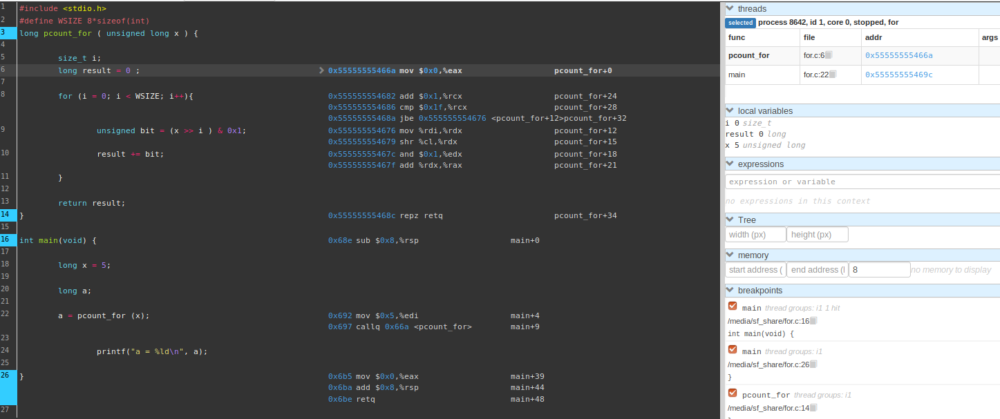 1 #include <stdio.h>
2 #define WSIZE 8*sizeof(int)
3 long pcount_for ( unsigned long x ) {
4
5 size_t i;
6 long result = 0 ; 0x55555555466a mov $0x0,%eax pcount_for+0
7
8 for (i = 0; i < WSIZE; i++){ 0x555555554682 add $0x1,%rcx pcount_for+24
0x555555554686 cmp $0x1f,%rcx pcount_for+28
0x55555555468a jbe 0x555555554676 <pcount_for+12>pcount_for+32
9 unsigned bit = (x >> i ) & 0x1; 0x555555554676 mov %rdi,%rdx pcount_for+12
0x555555554679 shr %cl,%rdx pcount_for+15
10 result += bit; 0x55555555467c and $0x1,%edx pcount_for+18
0x55555555467f add %rdx,%rax pcount_for+21
11 }
12
13 return result;
14 } 0x55555555468c repz retq pcount_for+34
15
16 int main(void) { 0x68e sub $0x8,%rsp main+0
17
18 long x = 5;
19
20 long a;
21
22 a = pcount_for (x); 0x692 mov $0x5,%edi main+4
0x697 callq 0x66a <pcount_for> main+9
23
24 printf("a = %ld\n", a);
25
26 } 0x6b5 mov $0x0,%eax main+39
0x6ba add $0x8,%rsp main+44
0x6be retq main+48
27
threads
selected process 8642, id 1, core 0, stopped, for
func file addr args
pcount_for for.c:6 0x55555555466a
main for.c:22 0x55555555469c
local variables
i 0 size_t
result 0 long
x 5 unsigned long
expressions
expression or variable
no expressions in this context
Tree
width (px) height (px)
memory
start address ( end address (l 8 no memory to display
breakpoints
main thread groups: i1 1 hit
/media/sf_share/for.c:16
int main(void) {
main thread groups: i1
/media/sf_share/for.c:26
}
pcount_for thread groups: i1
/media/sf_share/for.c:14